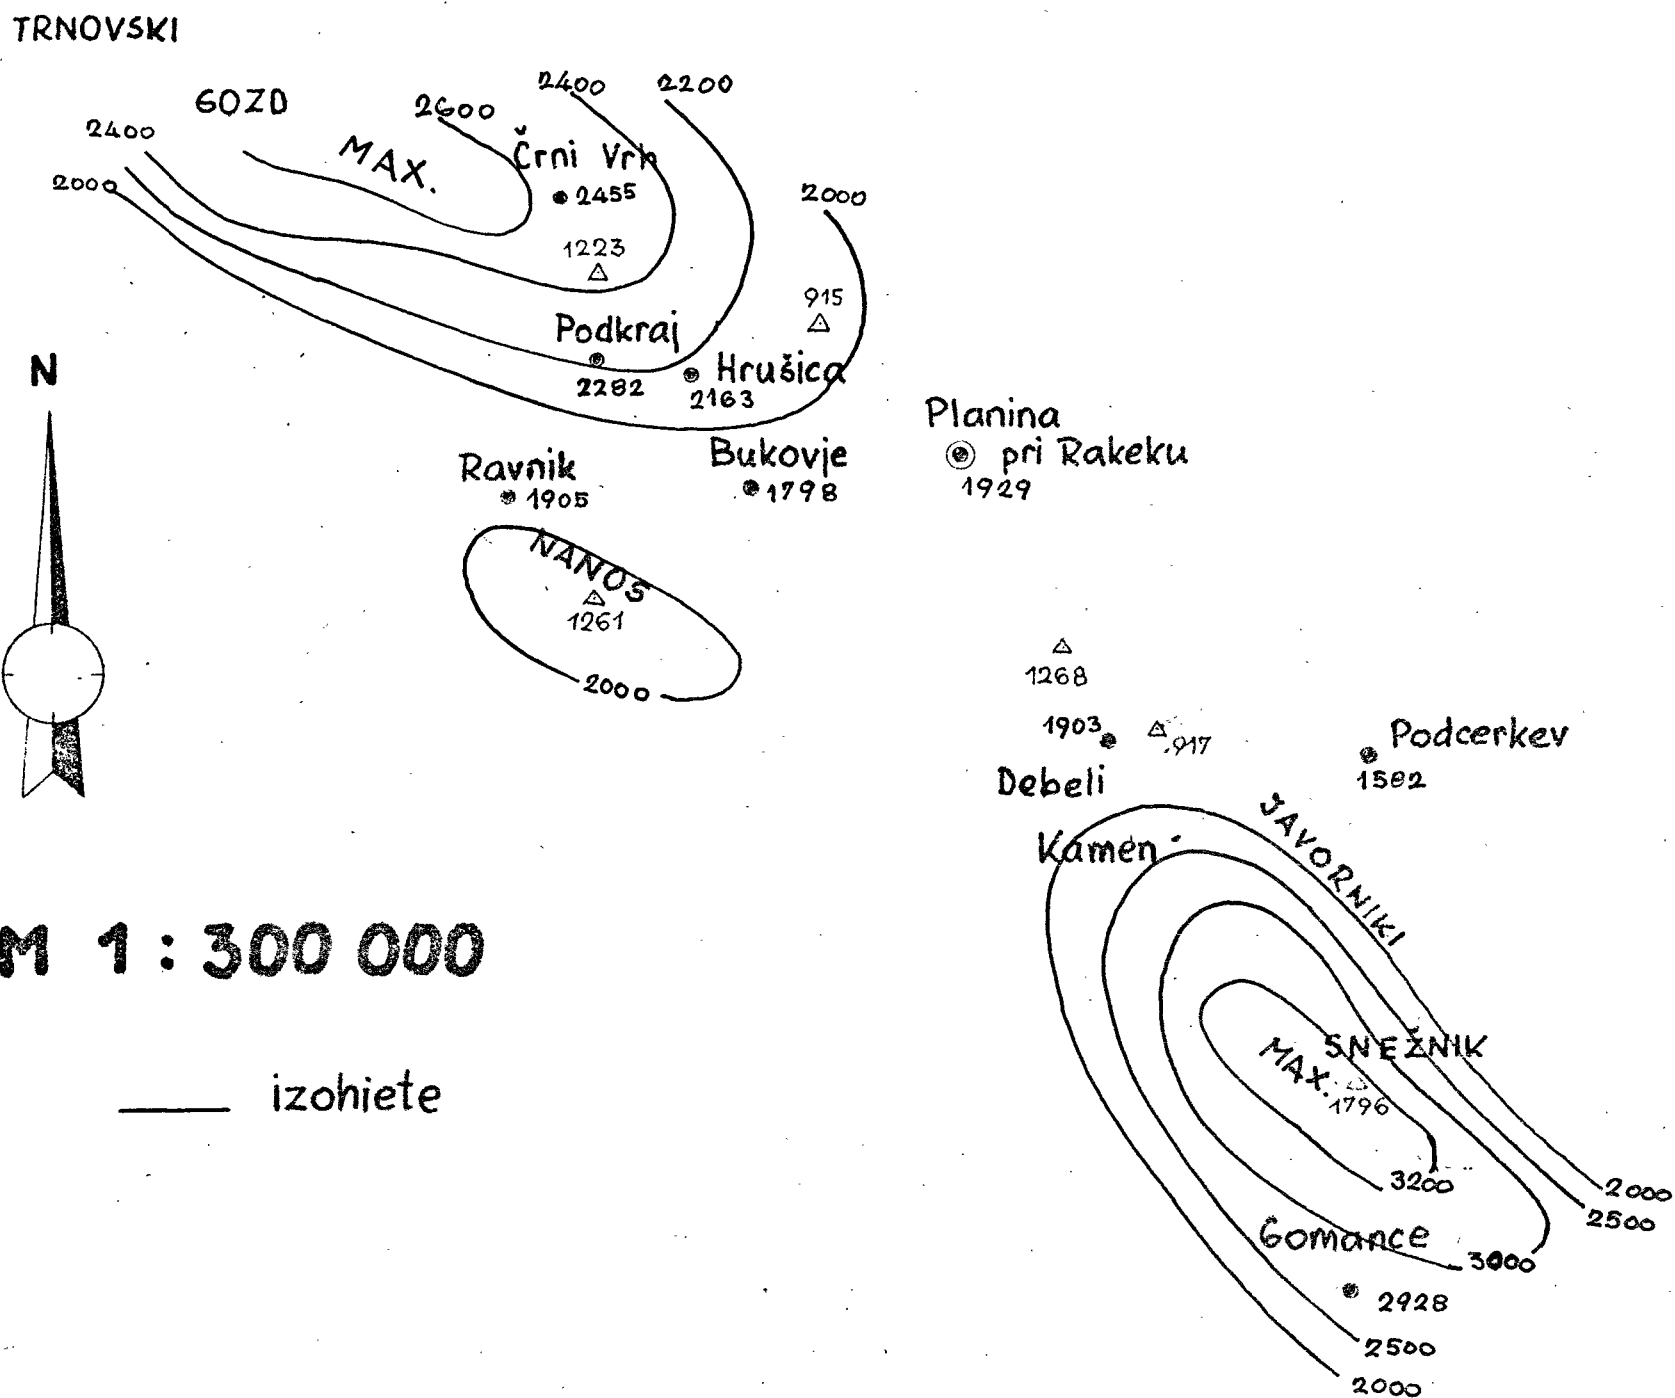 TRNOVSKI
GOZD
2400
2000
2600
2400
2200
MAX.
Črni Vrh
2455
2000
1223
915
Podkraj
2282
Hrušica
2163
N
Planina
pri Rakeku
1929
Ravnik
1905
Bukovje
1798
NANOS
1261
2000
1268
1903
917
Debeli
Kamen
Podcerkev
1582
JAVORNIKI
M 1 : 300 000
SNEŽNIK
MAX.
1796
izohiete
3200
2000
2500
Gomance
3000
2928
2500
2000